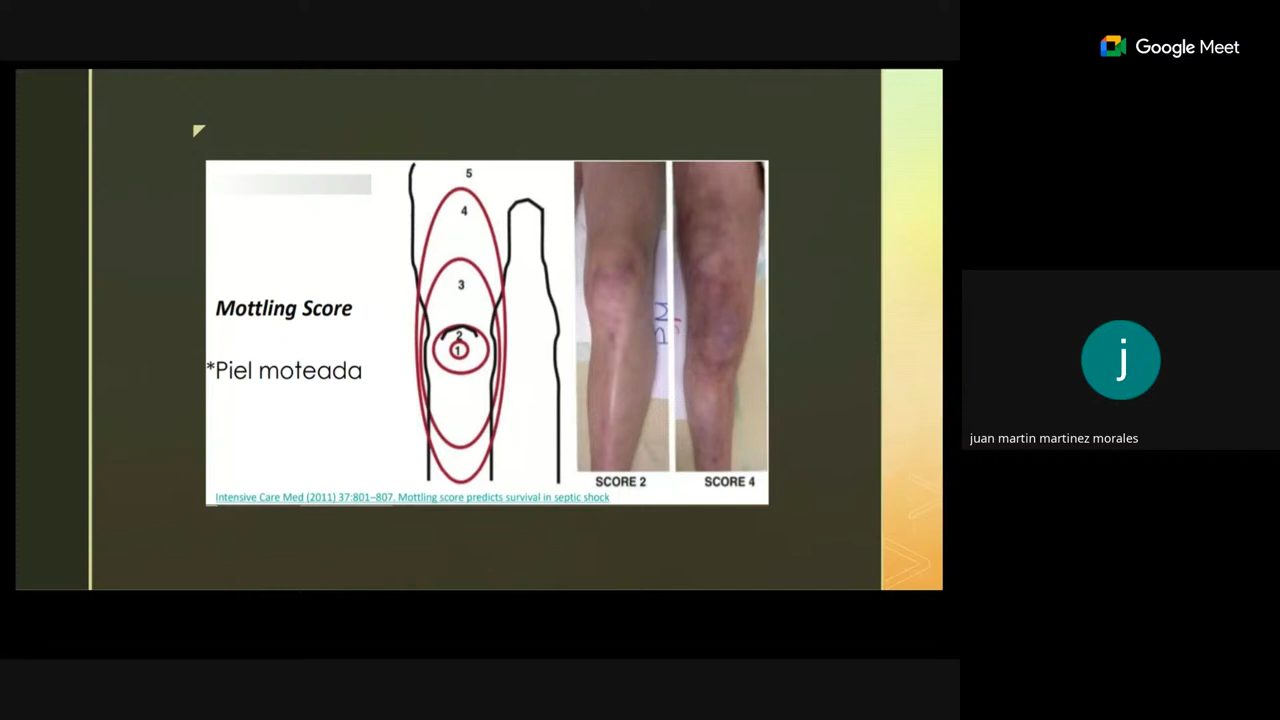 Google Meet
5
4
3
2
1
Mottling Score
*Piel moteada
SCORE 2
SCORE 4
Intensive Care Med (2011) 37:801–807. Mottling score predicts survival in septic shock
j
juan martin martinez morales